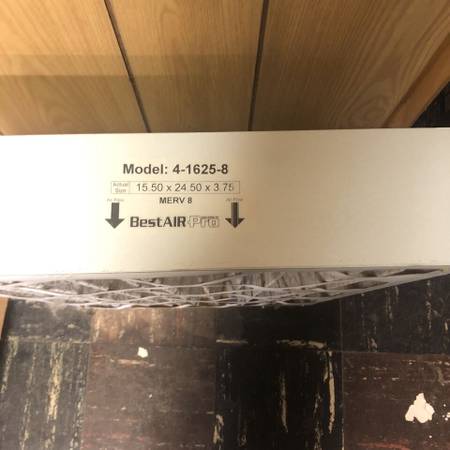 Model: 4-1625-8
Actual Size 15.50 x 24.50 x 3.75
MERV 8
Air Flow Air Flow
BestAIR Pro